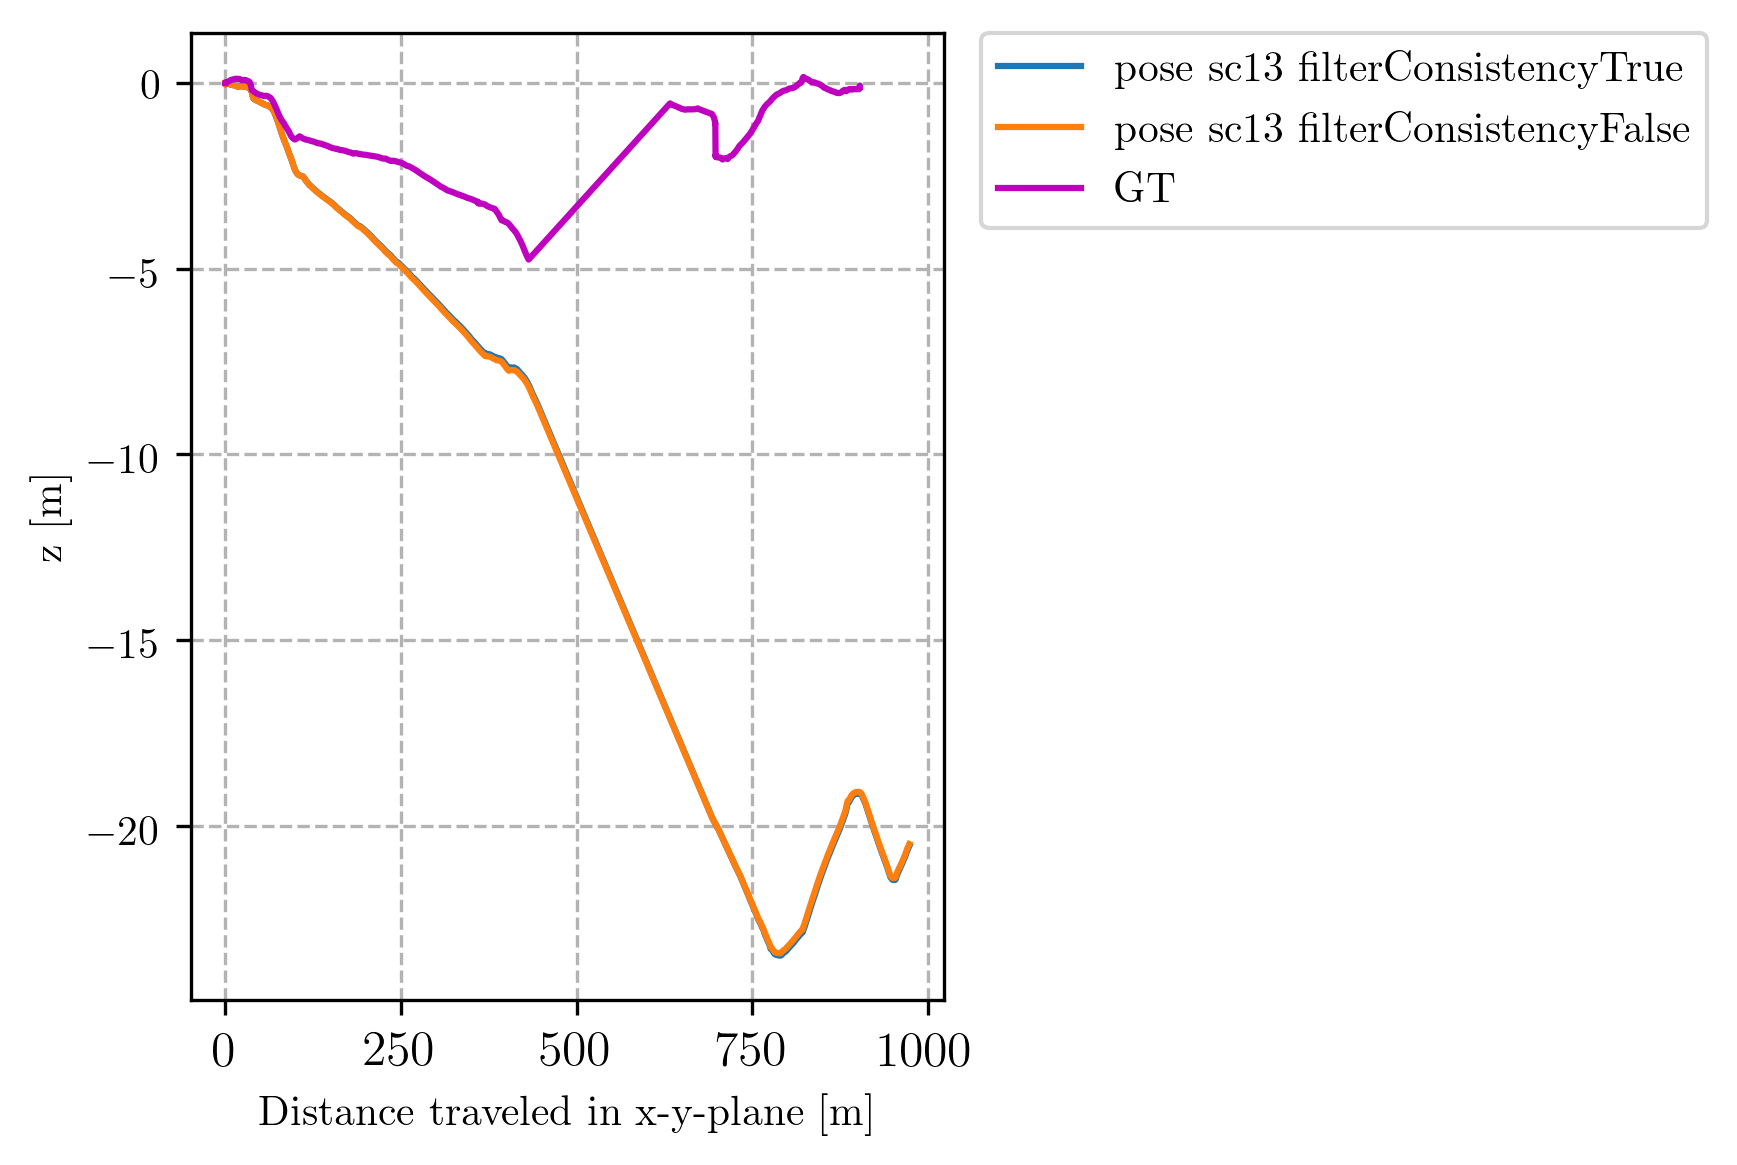 pose sc13 filterConsistencyTrue
pose sc13 filterConsistencyFalse
GT
0
−5
−10
−15
−20
z [m]
0 250 500 750 1000
Distance traveled in x-y-plane [m]